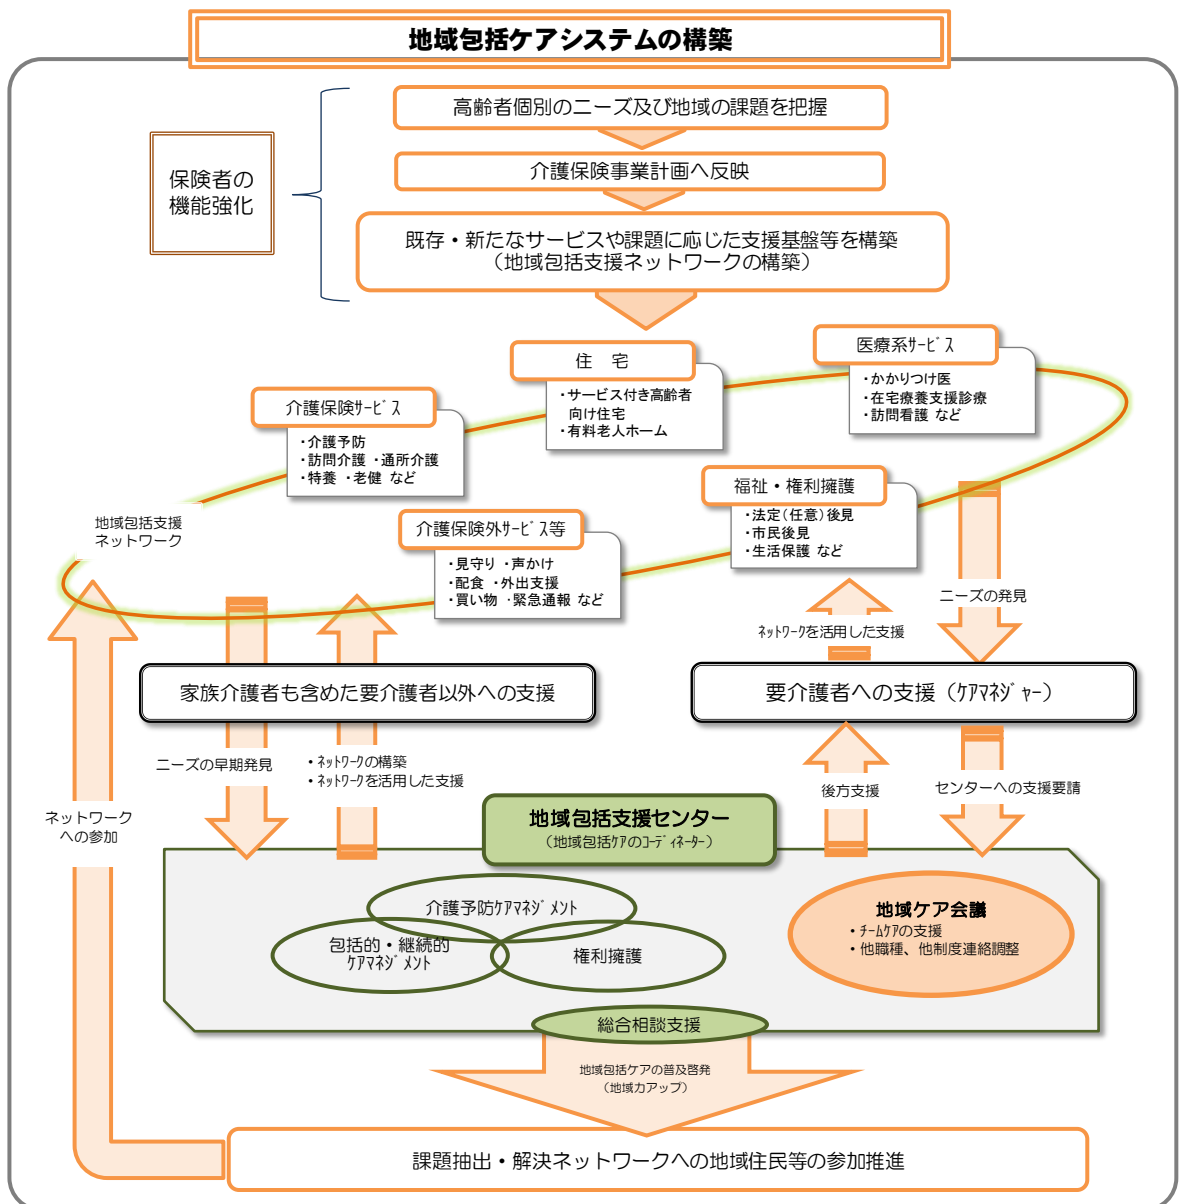 地域包括ケアシステムの構築
高齢者個別のニーズ及び地域の課題を把握
保険者の
機能強化
介護保険事業計画へ反映
既存・新たなサービスや課題に応じた支援基盤等を構築
（地域包括支援ネットワークの構築）
医療系ｻｰﾋﾞｽ
・かかりつけ医
・在宅療養支援診療
・訪問看護 など
住　宅
・サービス付き高齢者
向け住宅
・有料老人ホーム
介護保険ｻｰﾋﾞｽ
・介護予防
・訪問介護 ・通所介護
・特養 ・老健 など
福祉・権利擁護
・法定（任意）後見
・市民後見
・生活保護 など
地域包括支援
ネットワーク
介護保険外ｻｰﾋﾞｽ等
・見守り ・声かけ
・配食 ・外出支援
・買い物 ・緊急通報 など
ニーズの発見
ﾈｯﾄﾜｰｸを活用した支援
家族介護者も含めた要介護者以外への支援
要介護者への支援（ｹｱﾏﾈｼﾞｬｰ）
ニーズの早期発見
・ﾈｯﾄﾜｰｸの構築
・ﾈｯﾄﾜｰｸを活用した支援
後方支援
センターへの支援要請
ネットワーク
への参加
地域包括支援センター
（地域包括ｹｱのｺｰﾃﾞｨﾈｰﾀｰ）
介護予防ｹｱﾏﾈｼﾞﾒﾝﾄ
包括的・継続的
ｹｱﾏﾈｼﾞﾒﾝﾄ
権利擁護
地域ケア会議
・ﾁｰﾑｹｱの支援
・他職種、他制度連絡調整
総合相談支援
地域包括ケアの普及啓発
（地域力アップ）
課題抽出・解決ネットワークへの地域住民等の参加推進